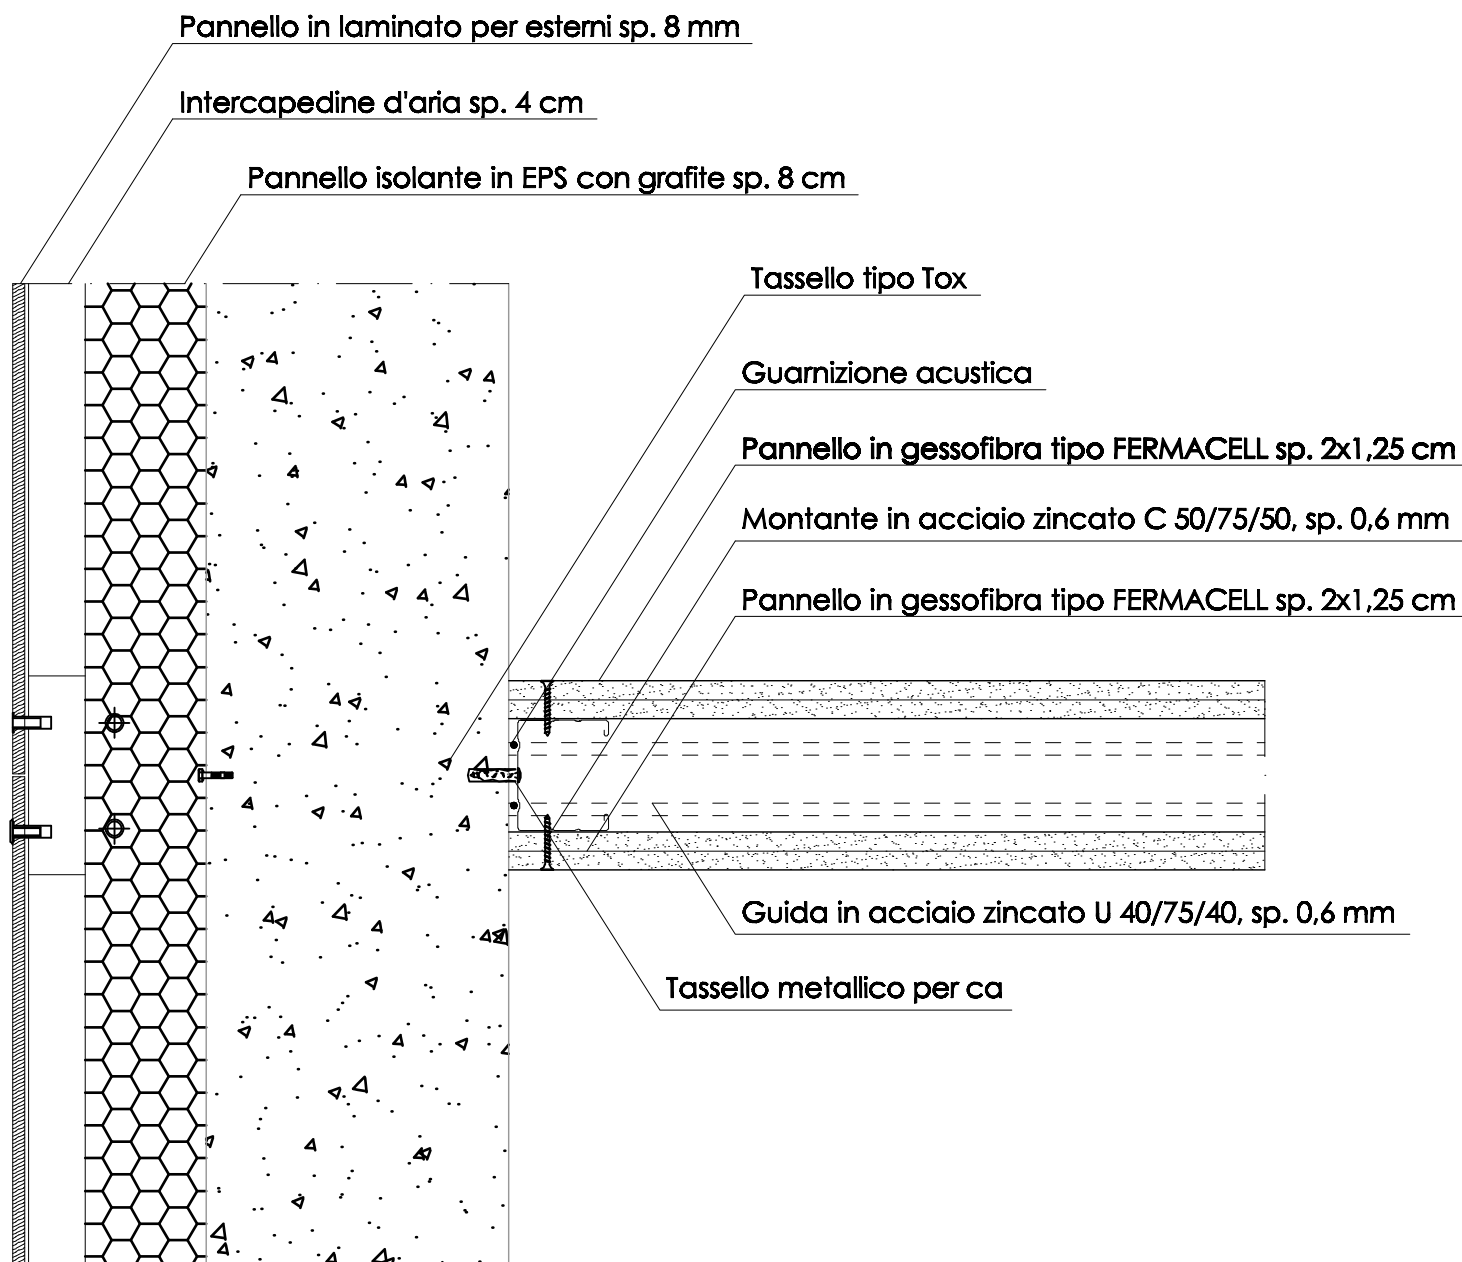 Pannello in laminato per esterni sp. 8 mm
Intercapedine d'aria sp. 4 cm
Pannello isolante in EPS con grafite sp. 8 cm
Tassello tipo Tox
Guarnizione acustica
Pannello in gessofibra tipo FERMACELL sp. 2x1,25 cm
Montante in acciaio zincato C 50/75/50, sp. 0,6 mm
Pannello in gessofibra tipo FERMACELL sp. 2x1,25 cm
Guida in acciaio zincato U 40/75/40, sp. 0,6 mm
Tassello metallico per ca